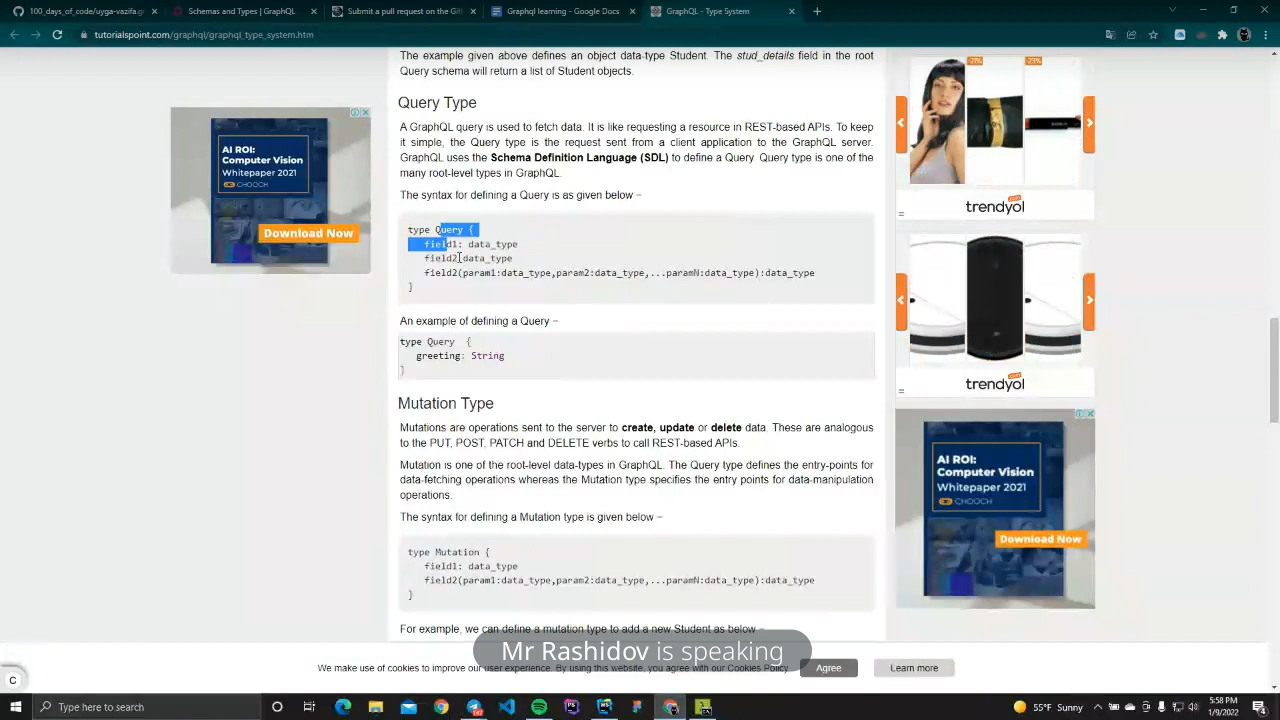 100_days_of_code/uyga-vazifa.gr
Schemas and Types | GraphQL
Submit a pull request on the Gith
Graphql learning - Google Docs
GraphQL - Type System
tutorialspoint.com/graphql/graphql_type_system.htm
The example given above defines an object data-type Student. The stud_details field in the root
Query schema will return a list of Student objects.
Query Type
A GraphQL query is used to fetch data. It is like requesting a resource in REST-based APIs. To keep
it simple, the Query type is the request sent from a client application to the GraphQL server.
GraphQL uses the Schema Definition Language (SDL) to define a Query. Query type is one of the
many root-level types in GraphQL.
The syntax for defining a Query is as given below −
type Query {
field1: data_type
field2:data_type
field2(param1:data_type,param2:data_type,...paramN:data_type):data_type
}
An example of defining a Query −
type Query {
greeting: String
}
Mutation Type
Mutations are operations sent to the server to create, update or delete data. These are analogous
to the PUT, POST, PATCH and DELETE verbs to call REST-based APIs.
Mutation is one of the root-level data-types in GraphQL. The Query type defines the entry-points for
data-fetching operations whereas the Mutation type specifies the entry points for data-manipulation
operations.
The syntax for defining a Mutation type is given below −
type Mutation {
field1: data_type
field2(param1:data_type,param2:data_type,...paramN:data_type):data_type
}
For example, we can define a mutation type to add a new Student as below −
AI ROI:
Computer Vision
Whitepaper 2021
CHOOCH
Download Now
-21%
-23%
trendyol
.com
trendyol
.com
AI ROI:
Computer Vision
Whitepaper 2021
CHOOCH
Download Now
Mr Rashidov is speaking
We make use of cookies to improve our user experience. By using this website, you agree with our Cookies Policy
Agree
Learn more
C
Type here to search
55°F Sunny
5:58 PM
1/9/2022